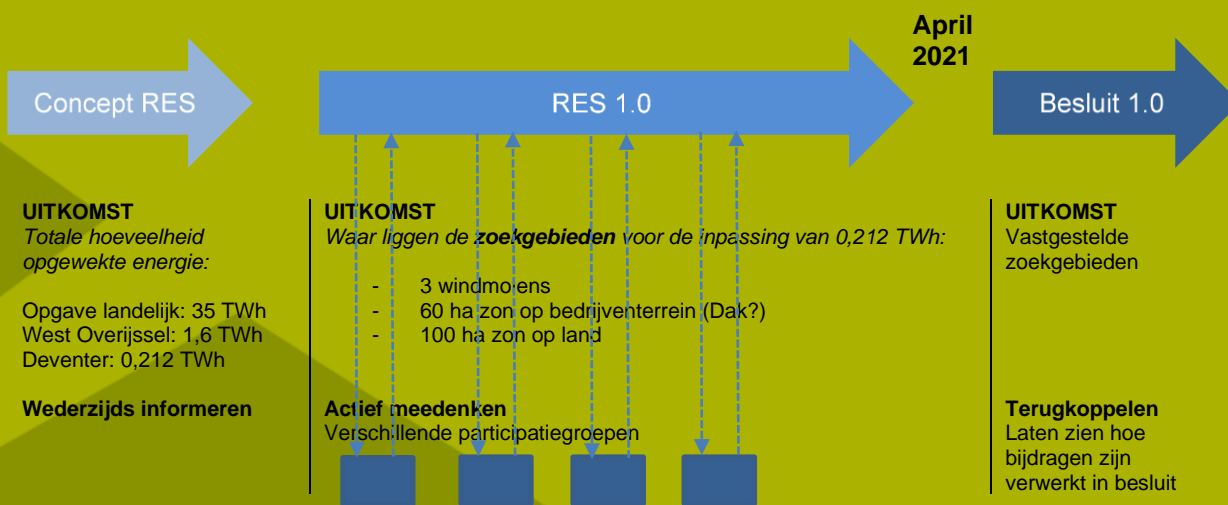 April
2021
Concept RES
RES 1.0
Besluit 1.0
UITKOMST
Totale hoeveelheid
opgewekte energie:
Opgave landelijk: 35 TWh
West Overijssel: 1,6 TWh
Deventer: 0,212 TWh
Wederzijds informeren
UITKOMST
Waar liggen de zoekgebieden voor de inpassing van 0,212 TWh:
- 3 windmolens
- 60 ha zon op bedrijventerrein (Dak?)
- 100 ha zon op land
Actief meedenken
Verschillende participatiegroepen
UITKOMST
Vastgestelde
zoekgebieden
Terugkoppelen
Laten zien hoe
bijdragen zijn
verwerkt in besluit